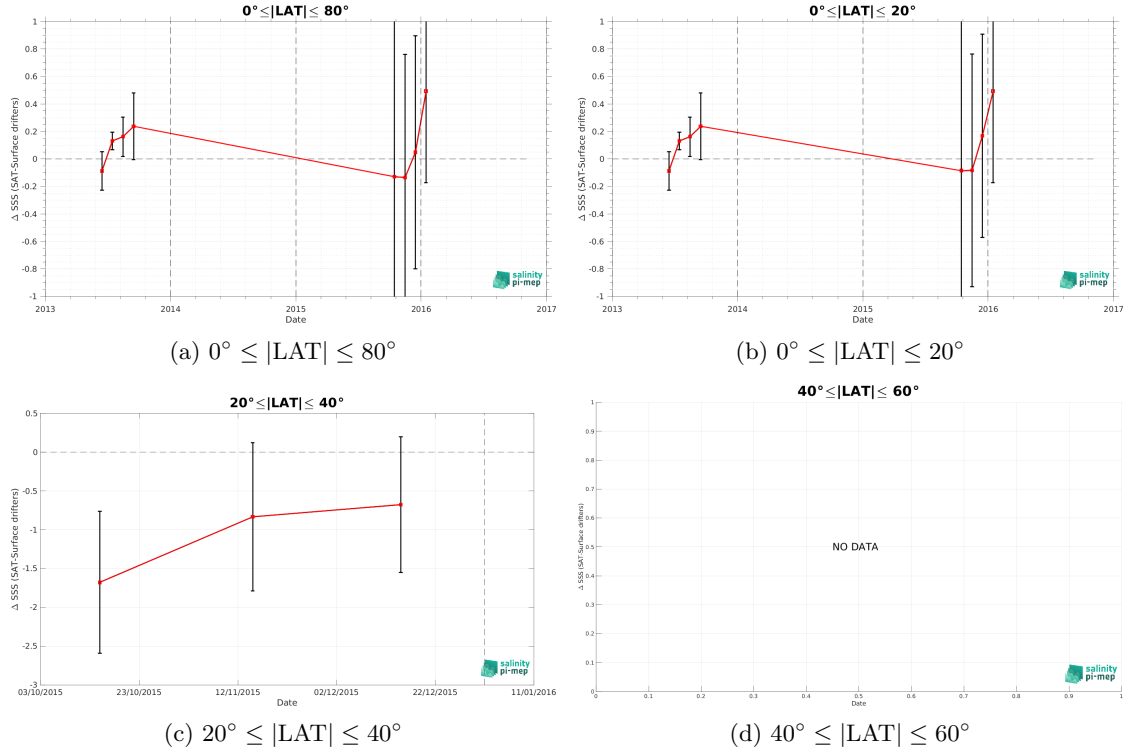 0°≤|LAT|≤ 80°
1
0.8
0.6
0.4
0.2
0
-0.2
-0.4
-0.6
-0.8
-1
Δ SSS (SAT-Surface drifters)
2013
2014
2015
2016
2017
Date
salinity
pi-mep
(a) 0° ≤ |LAT| ≤ 80°
0°≤|LAT|≤ 20°
1
0.8
0.6
0.4
0.2
0
-0.2
-0.4
-0.6
-0.8
-1
Δ SSS (SAT-Surface drifters)
2013
2014
2015
2016
2017
Date
salinity
pi-mep
(b) 0° ≤ |LAT| ≤ 20°
20°≤|LAT|≤ 40°
0.5
0
-0.5
-1
-1.5
-2
-2.5
-3
Δ SSS (SAT-Surface drifters)
03/10/2015
23/10/2015
12/11/2015
02/12/2015
22/12/2015
11/01/2016
Date
salinity
pi-mep
(c) 20° ≤ |LAT| ≤ 40°
40°≤|LAT|≤ 60°
1
0.9
0.8
0.7
0.6
0.5
0.4
0.3
0.2
0.1
0
Δ SSS (SAT-Surface drifters)
NO DATA
0
0.1
0.2
0.3
0.4
0.5
0.6
0.7
0.8
0.9
1
Date
salinity
pi-mep
(d) 40° ≤ |LAT| ≤ 60°